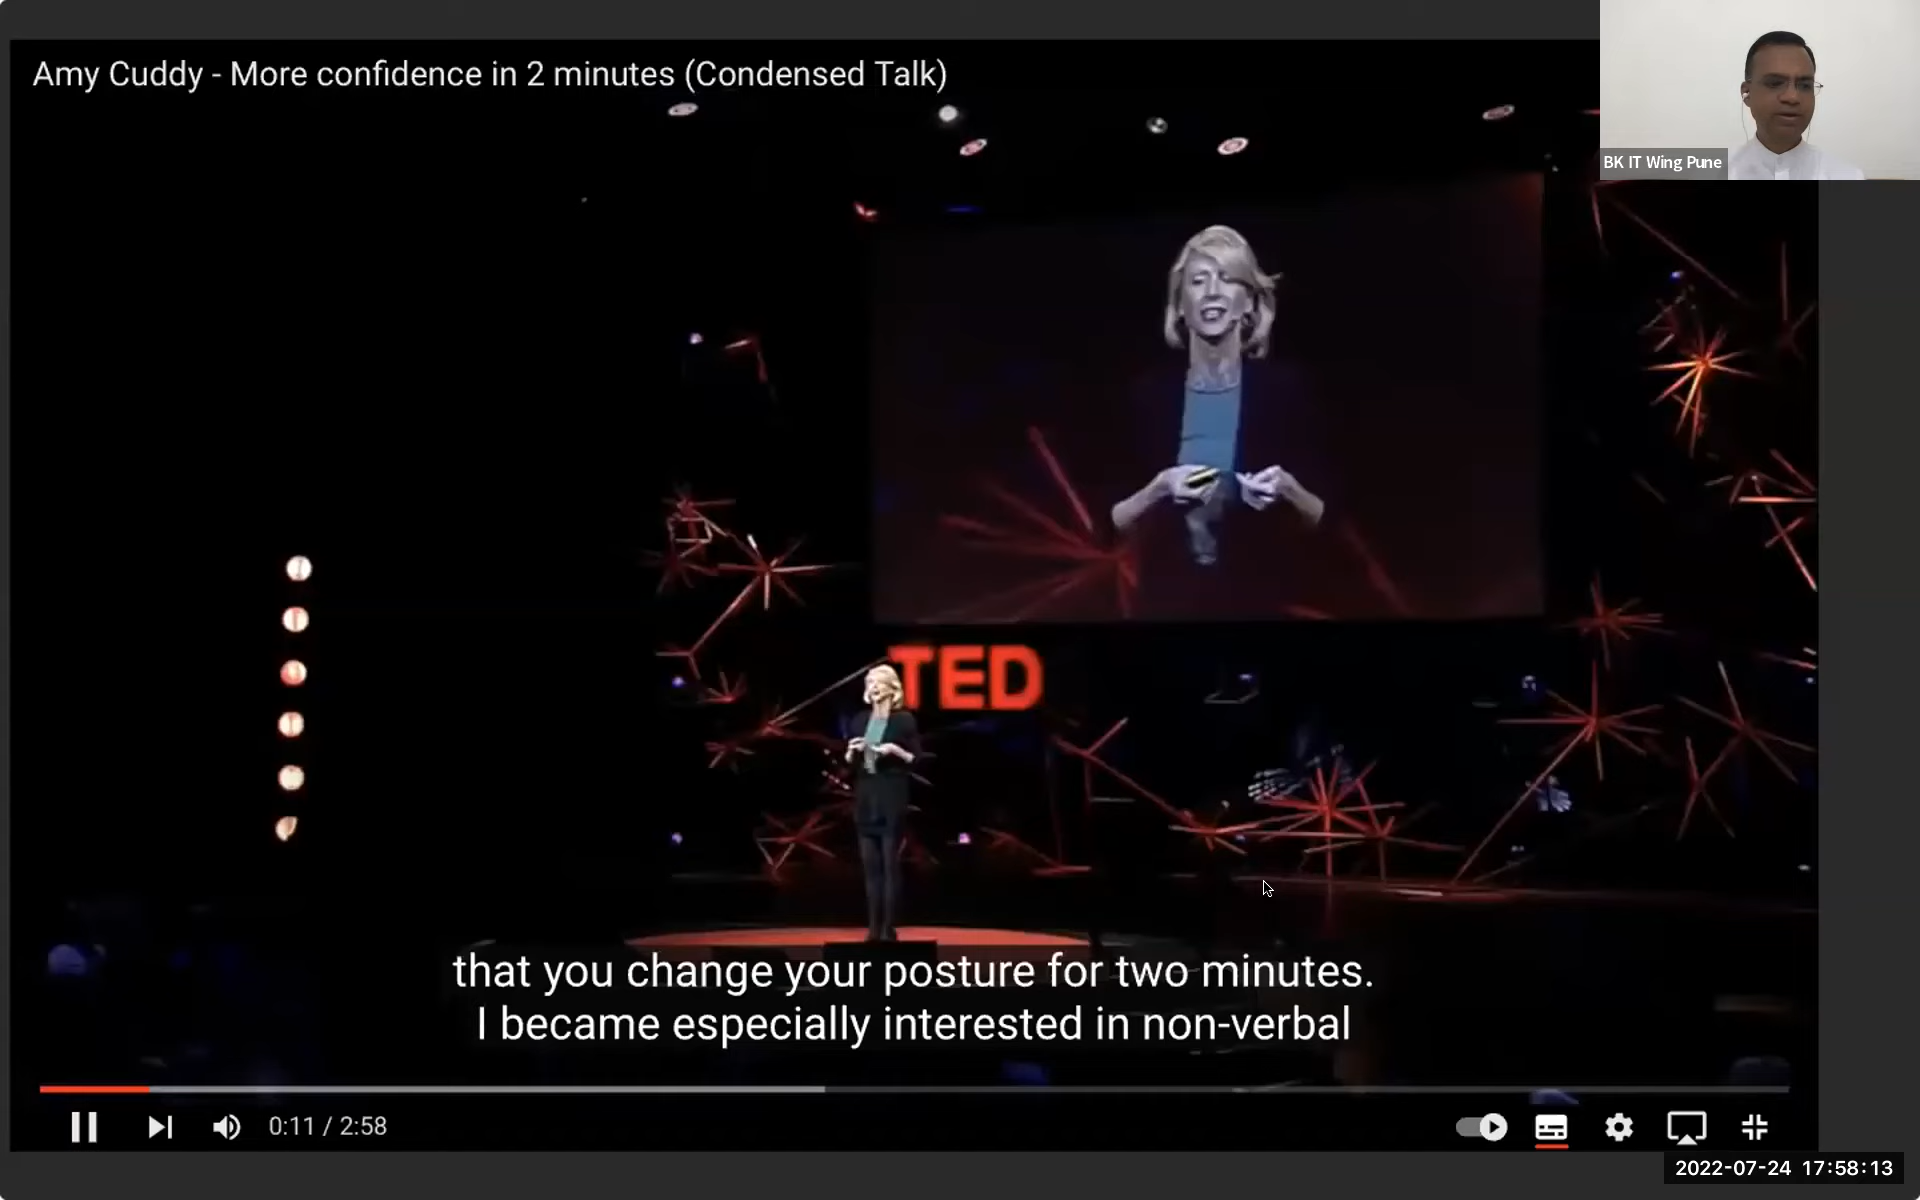 Amy Cuddy - More confidence in 2 minutes (Condensed Talk)
BK IT Wing Pune
TED
that you change your posture for two minutes.
I became especially interested in non-verbal
0:11 / 2:58
2022-07-24 17:58:13